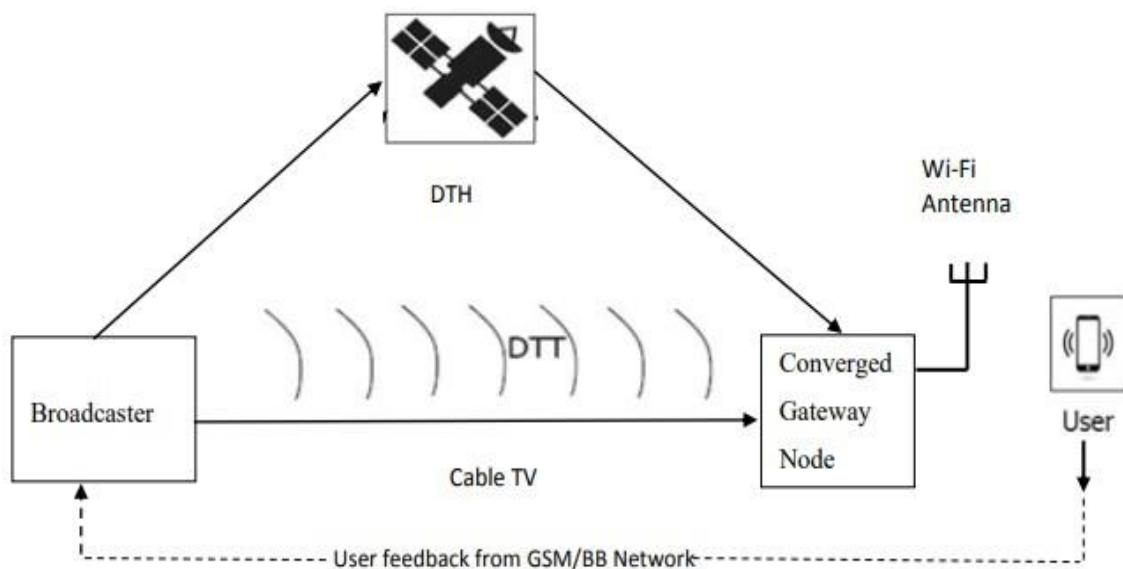 DTH
Wi-Fi
Antenna
DTT
Broadcaster
Converged
Gateway
Node
User
Cable TV
User feedback from GSM/BB Network